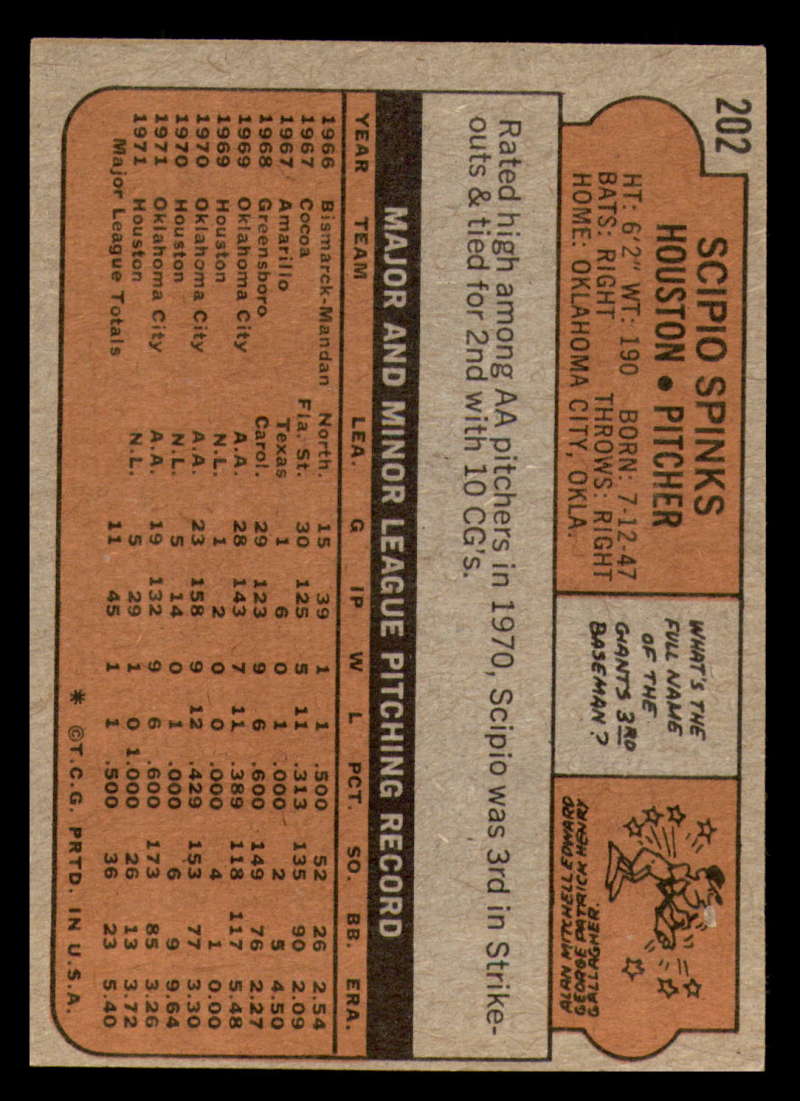 202
SCIPIO SPINKS
HOUSTON • PITCHER
HT: 6'2" WT: 190 BORN: 7-12-47
BATS: RIGHT THROWS: RIGHT
HOME: OKLAHOMA CITY, OKLA.
WHAT'S THE
FULL NAME
OF THE
GIANTS 3RD
BASEMAN?
ALAN MITCHELL EDWARD
GEORGE PATRICK HENRY
GALLAGHER.
Rated high among AA pitchers in 1970, Scipio was 3rd in Strike-
outs & tied for 2nd with 10 CG's.
MAJOR AND MINOR LEAGUE PITCHING RECORD
YEAR TEAM LEA. G IP W L PCT. SO. BB. ERA.
1966 Bismarck-Mandan North. 15 39 1 1 .500 52 26 2.54
1967 Cocoa Fla. St. 30 125 5 11 .313 135 90 2.09
1967 Amarillo Texas 1 6 0 1 .000 2 5 4.50
1968 Greensboro Carol. 29 123 9 6 .600 149 76 2.27
1969 Oklahoma City A.A. 28 143 7 11 .389 118 117 5.48
1969 Houston N.L. 1 2 0 0 .000 4 1 0.00
1970 Oklahoma City A.A. 23 158 9 12 .429 153 77 3.30
1970 Houston N.L. 5 14 0 1 .000 6 9 9.64
1971 Oklahoma City A.A. 19 132 9 6 .600 173 85 3.26
1971 Houston N.L. 5 29 1 0 1.000 26 13 3.72
Major League Totals 11 45 1 1 .500 36 23 5.40
* ©T.C.G. PRTD. IN U.S.A.